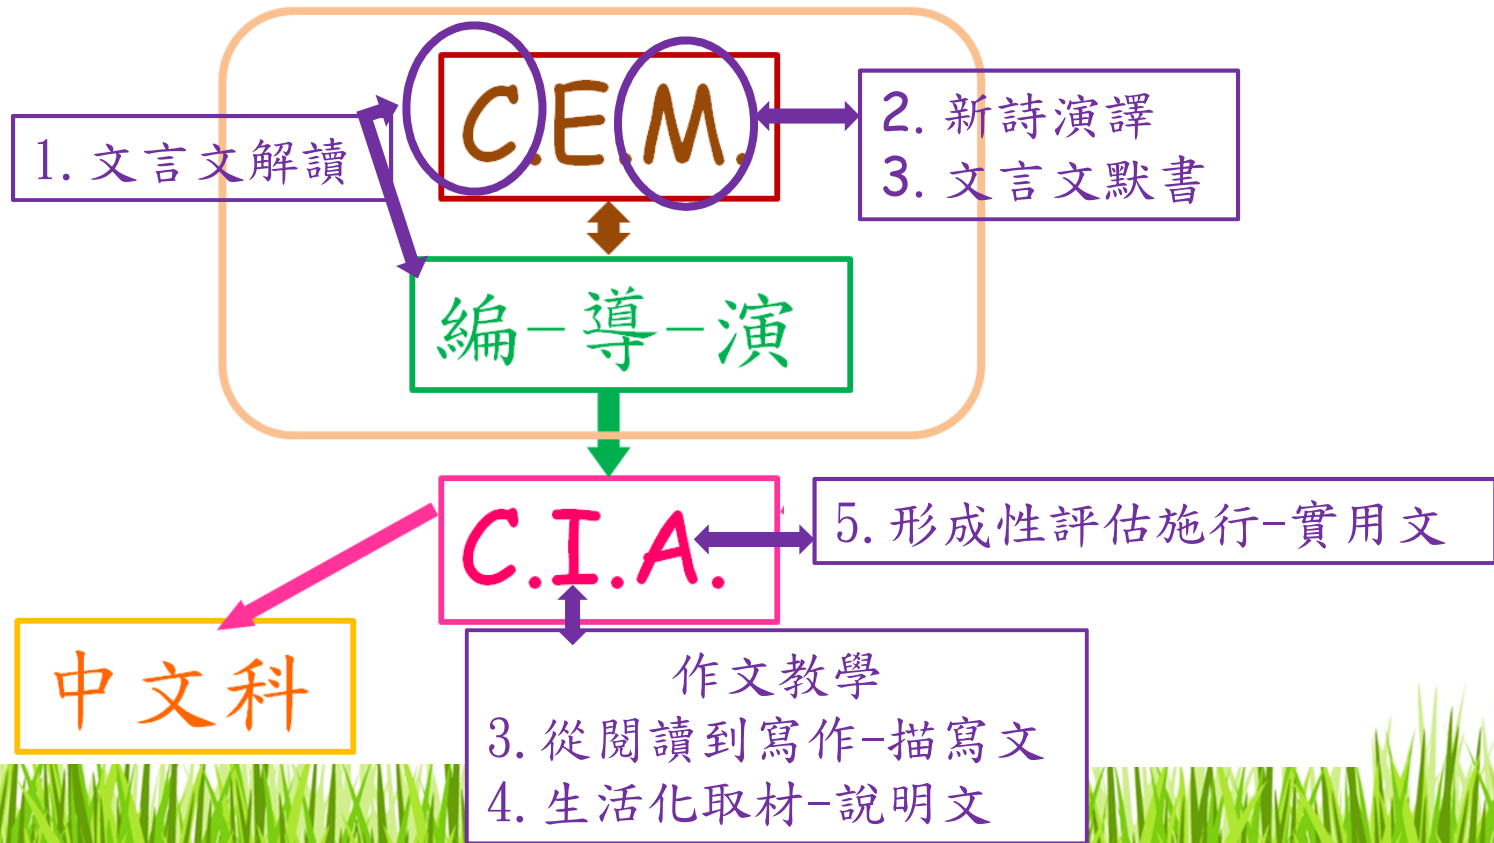 C.E.M.
1. 文言文解讀
2. 新詩演譯
3. 文言文默書
編-導-演
C.I.A.
5. 形成性評估施行-實用文
中文科
作文教學
3. 從閱讀到寫作-描寫文
4. 生活化取材-說明文